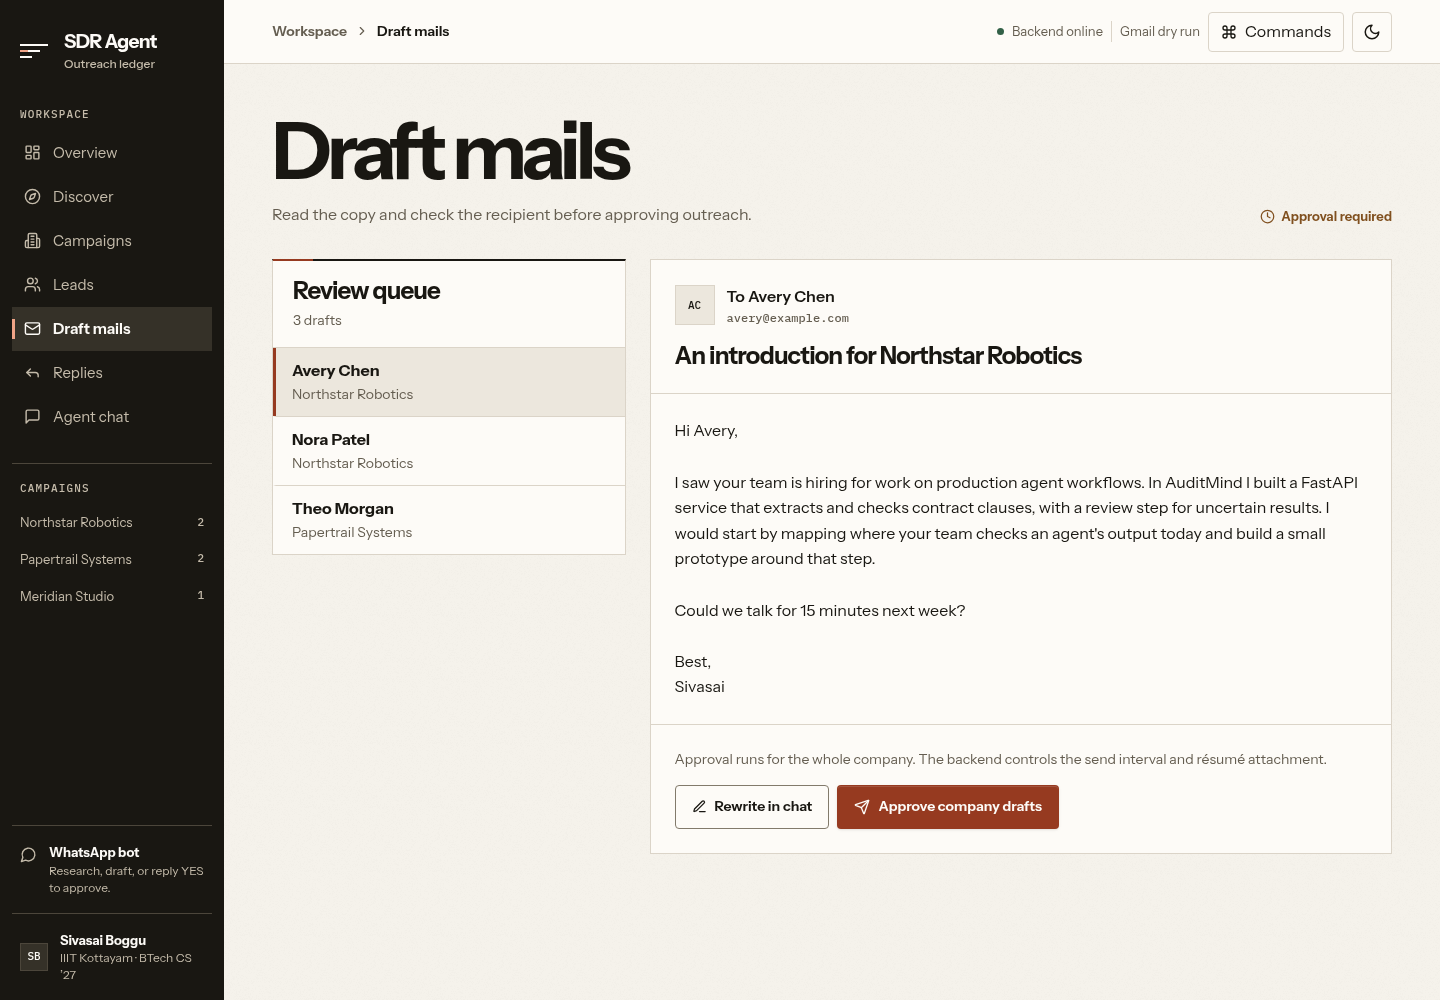 SDR Agent
Outreach ledger
WORKSPACE
Overview
Discover
Campaigns
Leads
Draft mails
Replies
Agent chat
CAMPAIGNS
Northstar Robotics 2
Papertrail Systems 2
Meridian Studio 1
WhatsApp bot
Research, draft, or reply YES
to approve.
SB
Sivasai Boggu
IIIT Kottayam · BTech CS
'27
Workspace > Draft mails
Backend online
Gmail dry run
⌘ Commands
Draft mails
Read the copy and check the recipient before approving outreach.
Approval required
Review queue
3 drafts
Avery Chen
Northstar Robotics
Nora Patel
Northstar Robotics
Theo Morgan
Papertrail Systems
AC
To Avery Chen
avery@example.com
An introduction for Northstar Robotics
Hi Avery,
I saw your team is hiring for work on production agent workflows. In AuditMind I built a FastAPI
service that extracts and checks contract clauses, with a review step for uncertain results. I
would start by mapping where your team checks an agent's output today and build a small
prototype around that step.
Could we talk for 15 minutes next week?
Best,
Sivasai
Approval runs for the whole company. The backend controls the send interval and résumé attachment.
Rewrite in chat
Approve company drafts